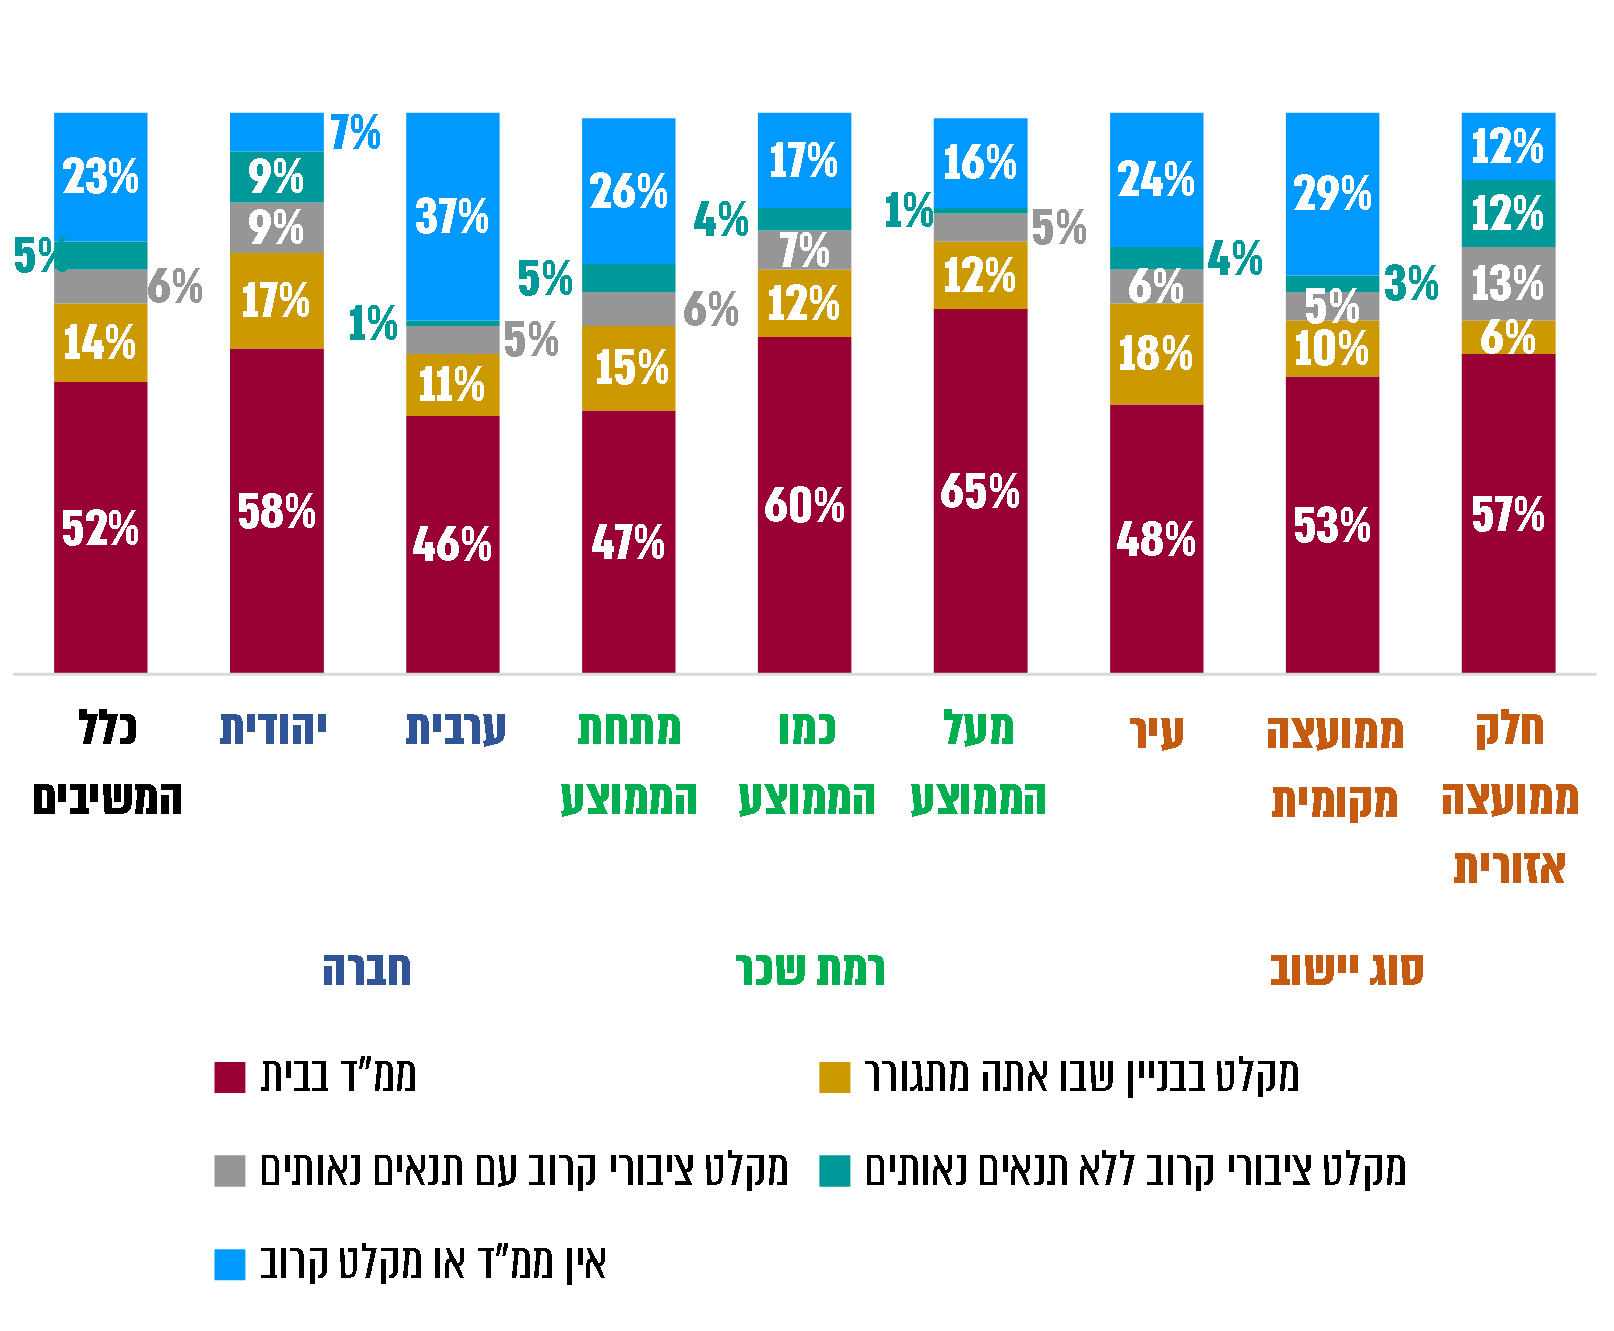 23% 7% 37% 26% 17% 16% 24% 29% 12%
5% 9% 1% 5% 4% 1% 4% 3% 12%
6% 9% 5% 6% 7% 5% 6% 5% 13%
14% 17% 11% 15% 12% 12% 18% 10% 6%
52% 58% 46% 47% 60% 65% 48% 53% 57%
כלל
המשיבים
יהודית
ערבית
מתחת
הממוצע
כמו
הממוצע
מעל
הממוצע
עיר
ממועצה
מקומית
חלק
ממועצה
אזורית
חברה
רמת שכר
סוג יישוב
ממ"ד בבית
מקלט בבניין שבו אתה מתגורר
מקלט ציבורי קרוב עם תנאים נאותים
מקלט ציבורי קרוב ללא תנאים נאותים
אין ממ"ד או מקלט קרוב